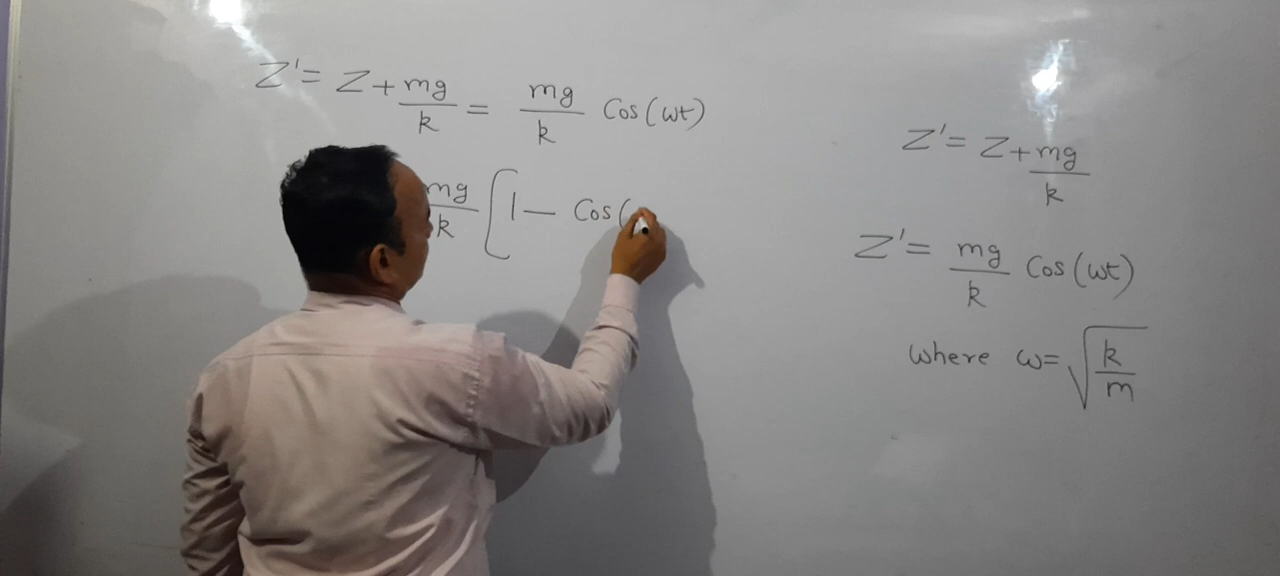 Z' = Z + mg/k = mg/k Cos(ωt)
mg/k [1 — Cos(
Z' = Z + mg/k
Z' = mg/k Cos(ωt)
where ω = √(k/m)